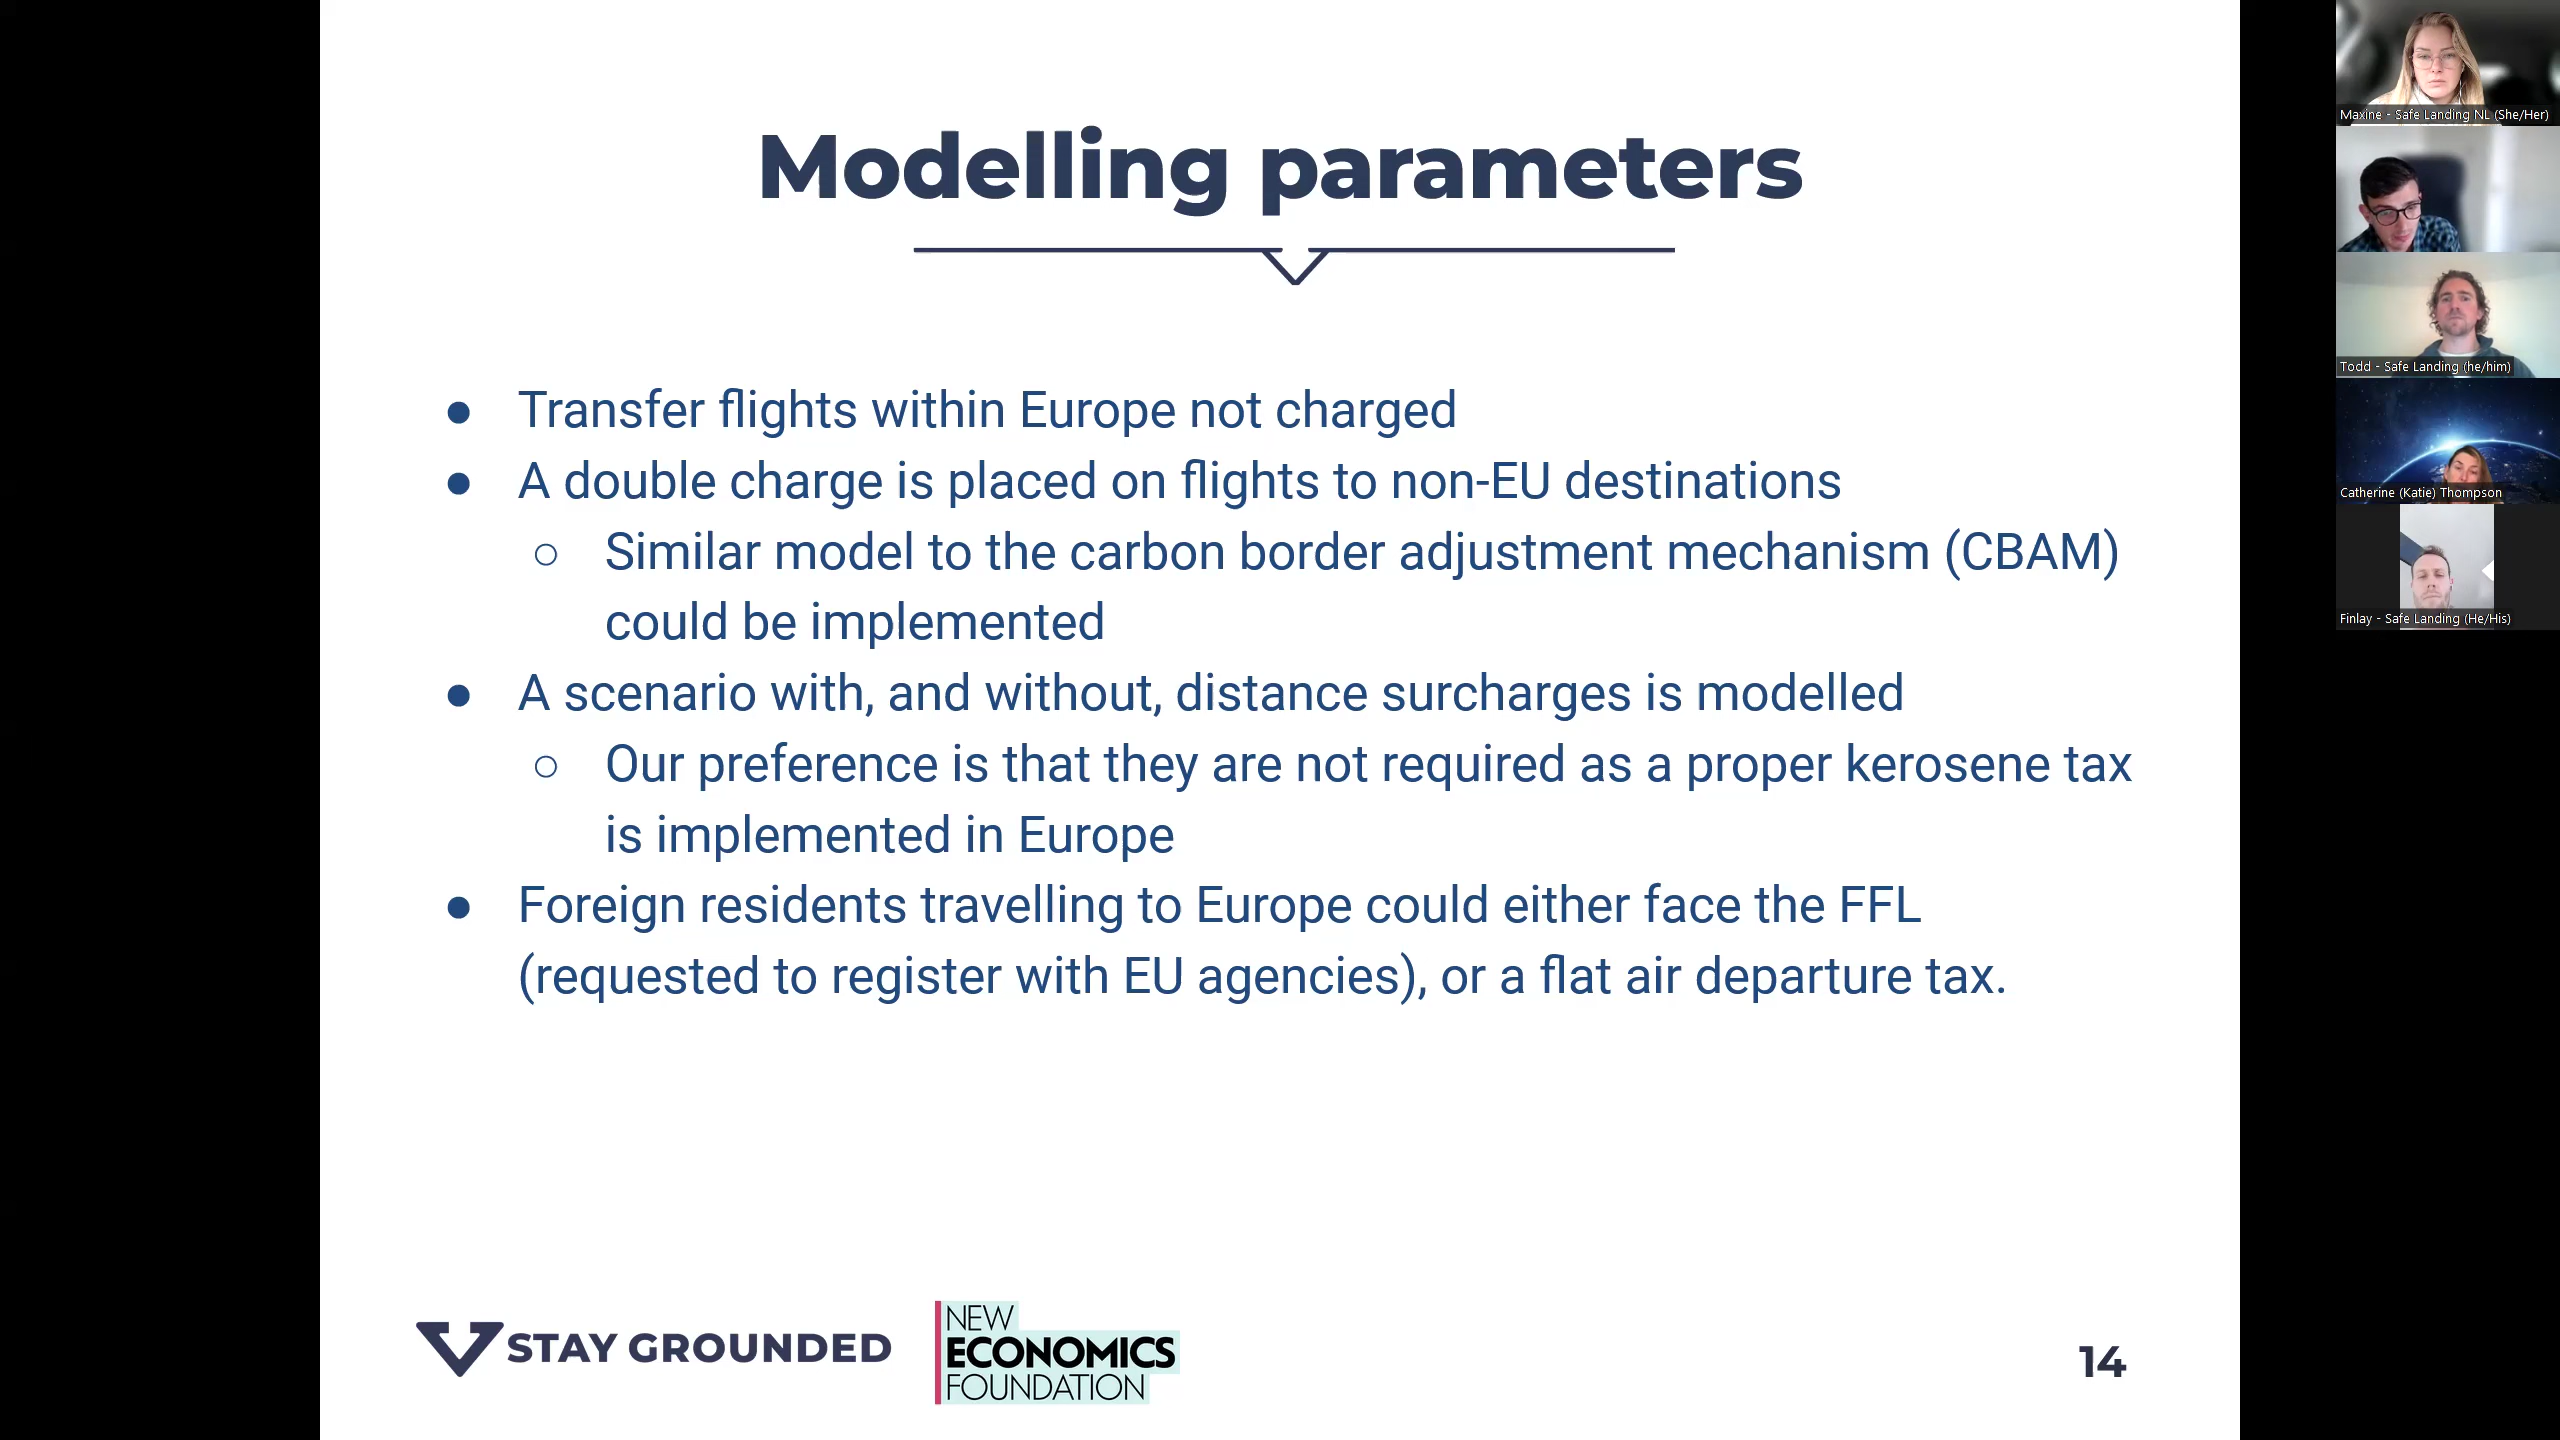 Modelling parameters
● Transfer flights within Europe not charged
● A double charge is placed on flights to non-EU destinations
○ Similar model to the carbon border adjustment mechanism (CBAM)
could be implemented
● A scenario with, and without, distance surcharges is modelled
○ Our preference is that they are not required as a proper kerosene tax
is implemented in Europe
● Foreign residents travelling to Europe could either face the FFL
(requested to register with EU agencies), or a flat air departure tax.
STAY GROUNDED
NEW
ECONOMICS
FOUNDATION
14
Maxine - Safe Landing NL (She/Her)
Todd - Safe Landing (he/him)
Catherine (Katie) Thompson
Finlay - Safe Landing (He/His)